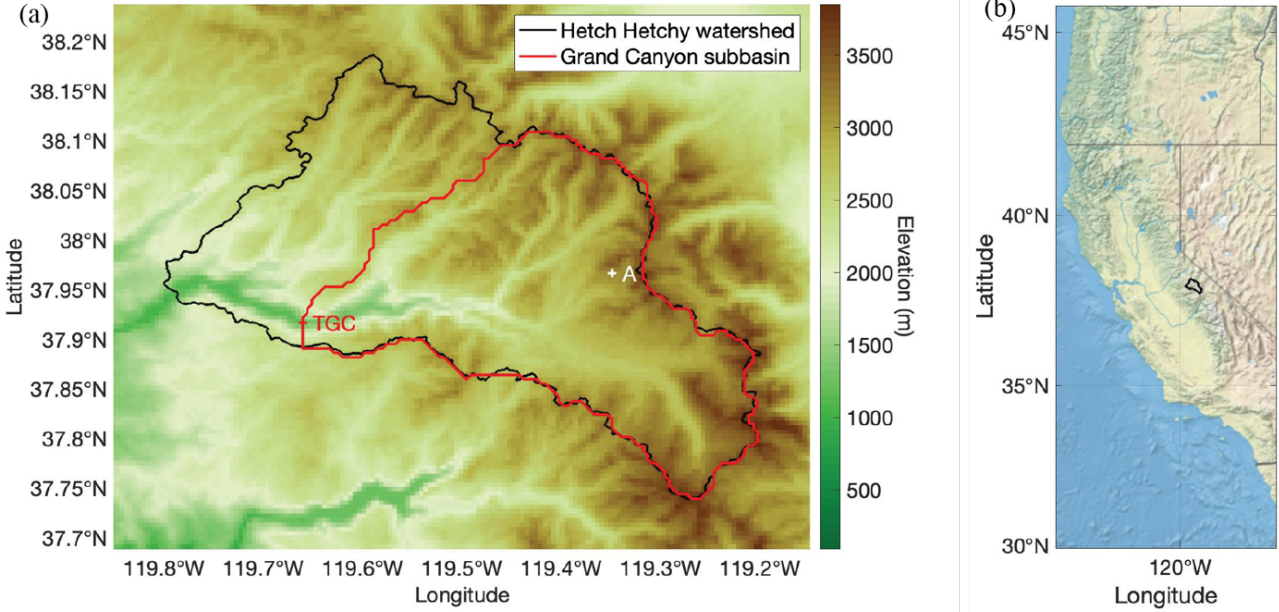 (a)
Hetch Hetchy watershed
Grand Canyon subbasin
38.2°N
38.15°N
38.1°N
38.05°N
38°N
37.95°N
37.9°N
37.85°N
37.8°N
37.75°N
37.7°N
Latitude
TGC
A
119.8°W 119.7°W 119.6°W 119.5°W 119.4°W 119.3°W 119.2°W
Longitude
3500
3000
2500
2000
1500
1000
500
Elevation (m)
(b)
45°N
40°N
35°N
30°N
Latitude
120°W
Longitude